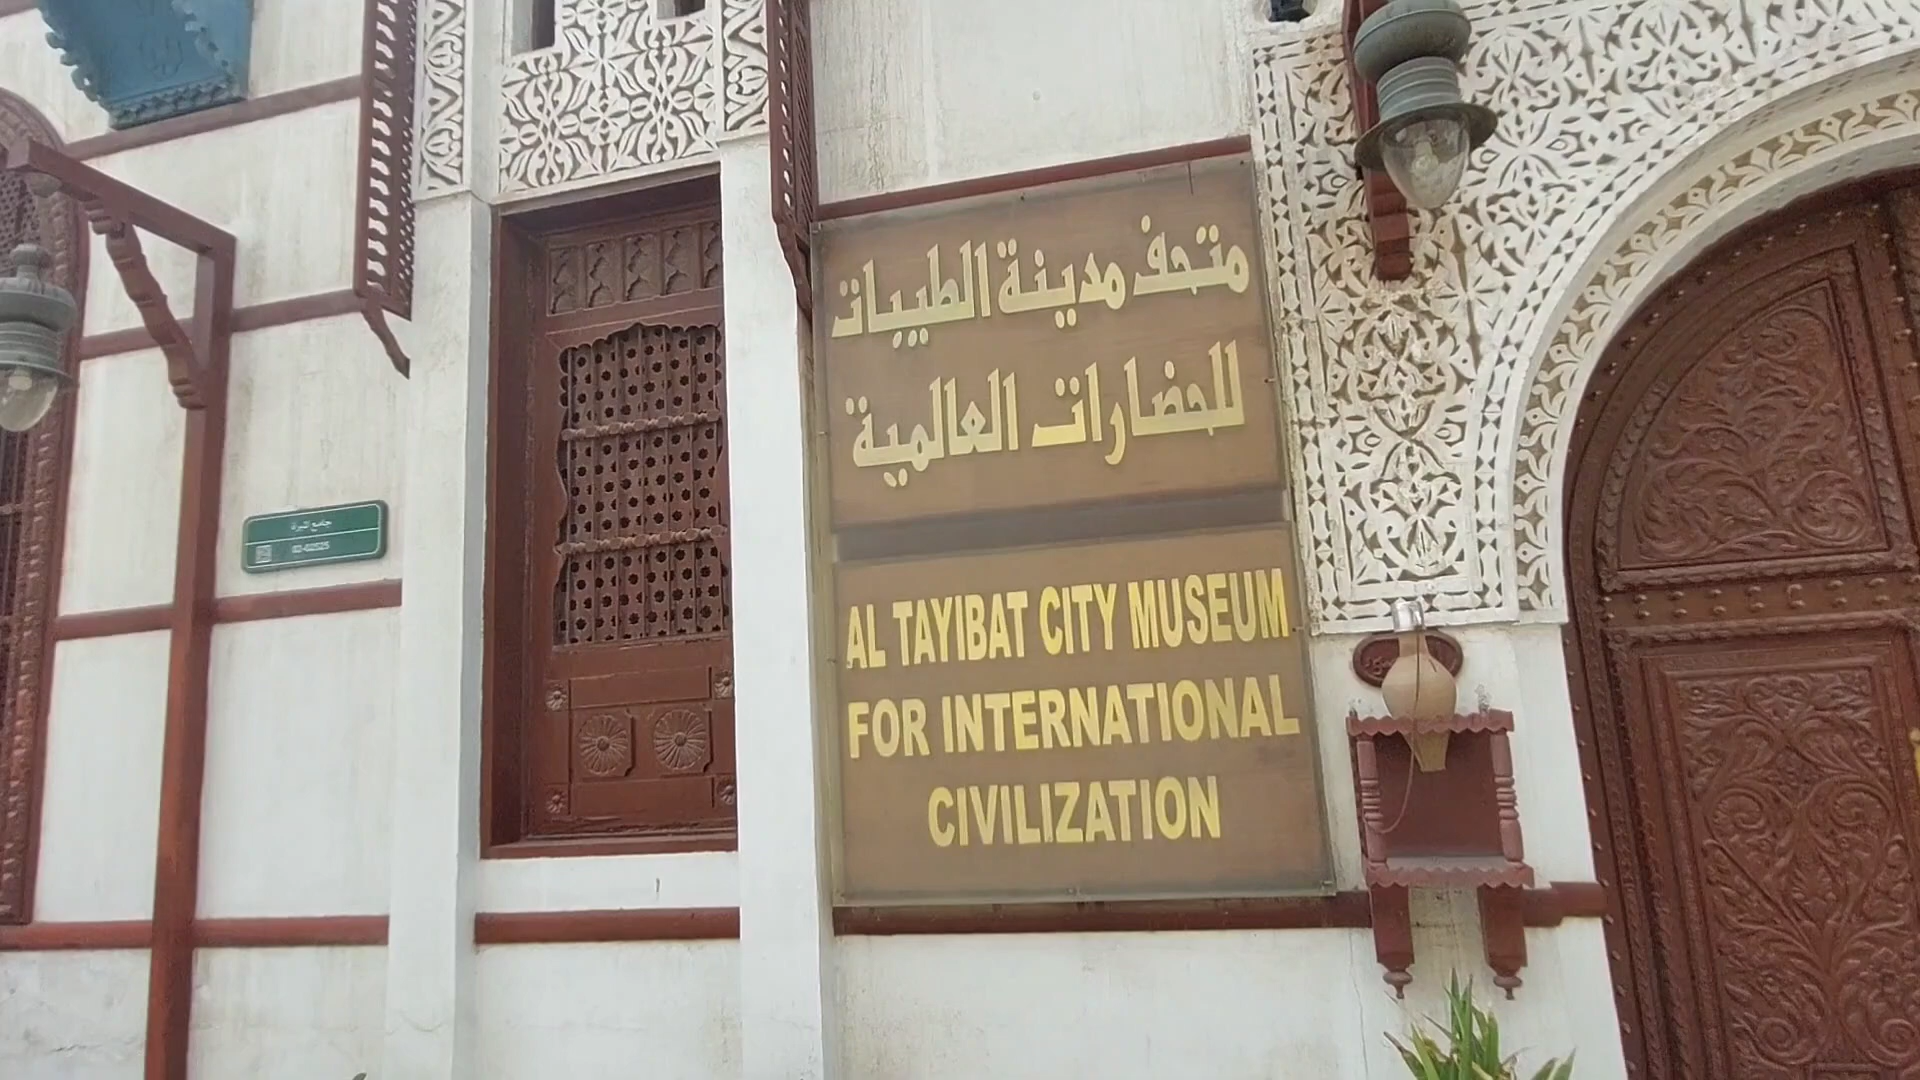 متحف مدينة الطيبات
للحضارات العالمية
AL TAYIBAT CITY MUSEUM
FOR INTERNATIONAL
CIVILIZATION